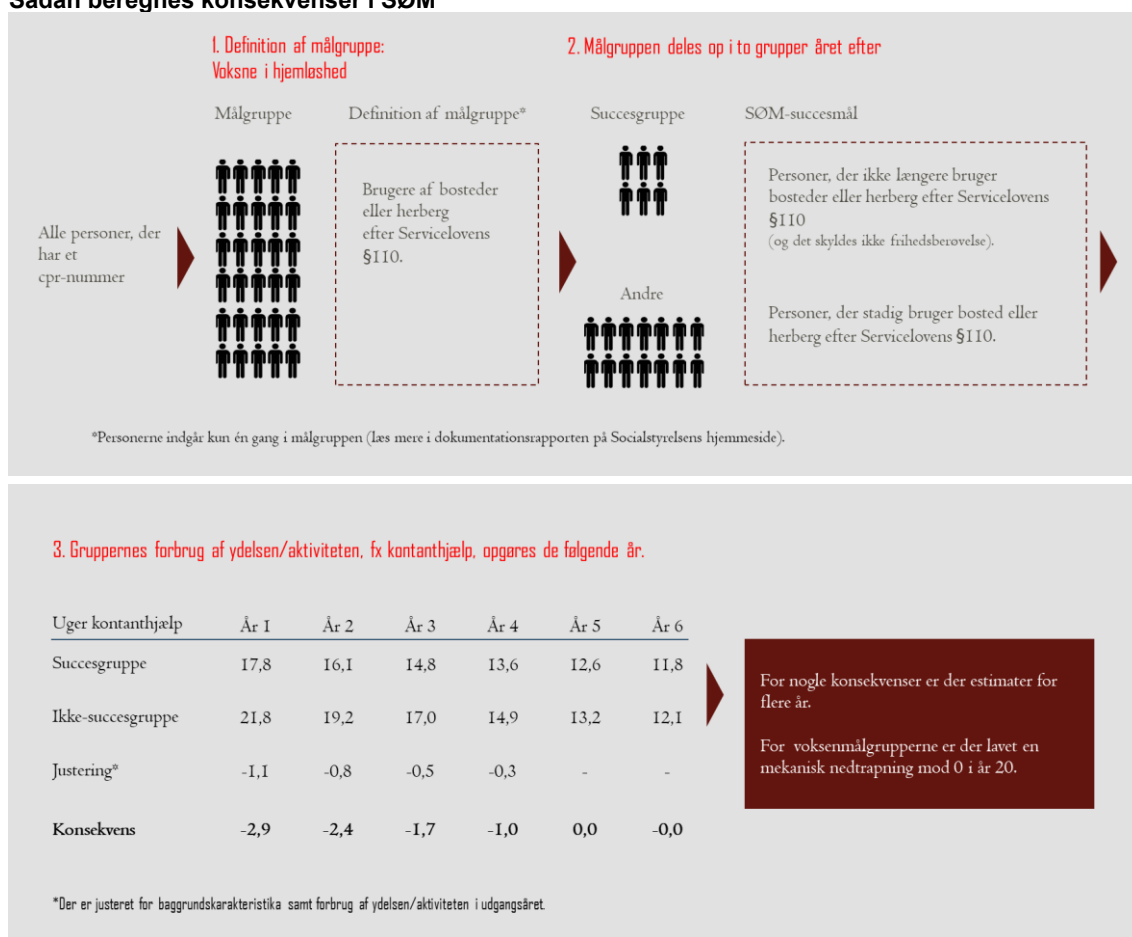 Sådan beregnes konsekvenser i SØM
1. Definition af målgruppe:
Voksne i hjemløshed
2. Målgruppen deles op i to grupper året efter
Målgruppe
Definition af målgruppe*
Succesgruppe
SØM-succesmål
Alle personer, der
har et
cpr-nummer
Brugere af bosteder
eller herberg
efter Servicelovens
§110.
Personer, der ikke længere bruger
bosteder eller herberg efter Servicelovens
§110
(og det skyldes ikke frihedsberøvelse).
Andre
Personer, der stadig bruger bosted eller
herberg efter Servicelovens §110.
*Personerne indgår kun én gang i målgruppen (læs mere i dokumentationsrapporten på Socialstyrelsens hjemmeside).
3. Gruppernes forbrug af ydelsen/aktiviteten, fx kontanthjælp, opgøres de følgende år.
Uger kontanthjælp År 1 År 2 År 3 År 4 År 5 År 6
Succesgruppe 17,8 16,1 14,8 13,6 12,6 11,8
Ikke-succesgruppe 21,8 19,2 17,0 14,9 13,2 12,1
Justering* -1,1 -0,8 -0,5 -0,3 - -
Konsekvens -2,9 -2,4 -1,7 -1,0 0,0 -0,0
For nogle konsekvenser er der estimater for
flere år.
For voksenmålgrupperne er der lavet en
mekanisk nedtrapning mod 0 i år 20.
*Der er justeret for baggrundskarakteristika samt forbrug af ydelsen/aktiviteten i udgangsåret.